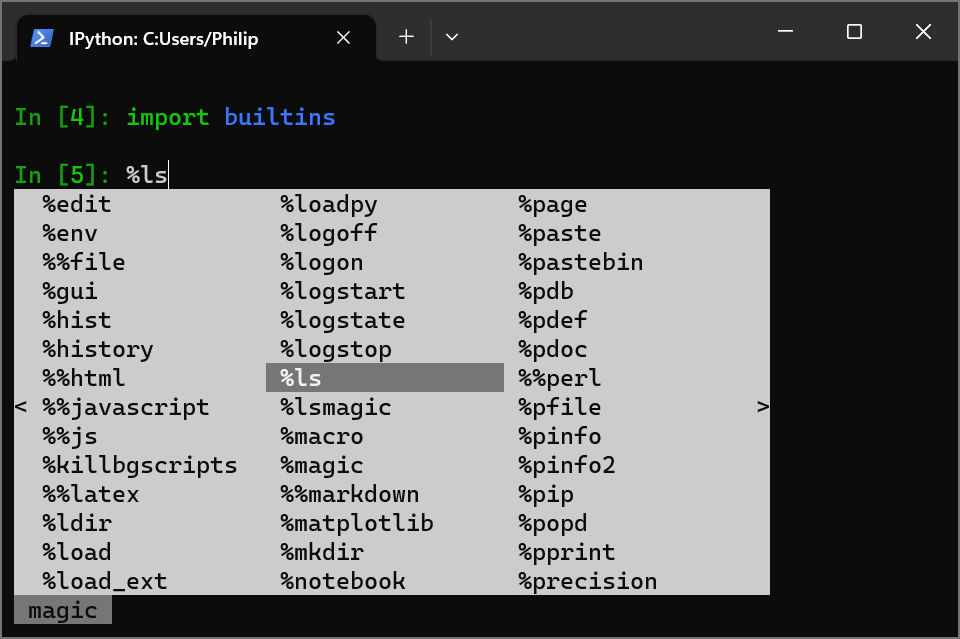 IPython: C:Users/Philip
In [4]: import builtins
In [5]: %ls
%edit %loadpy %page
%env %logoff %paste
%%file %logon %pastebin
%gui %logstart %pdb
%hist %logstate %pdef
%history %logstop %pdoc
%%html %ls %%perl
< %%javascript %lsmagic %pfile >
%%js %macro %pinfo
%killbgscripts %magic %pinfo2
%%latex %%markdown %pip
%ldir %matplotlib %popd
%load %mkdir %pprint
%load_ext %notebook %precision
magic